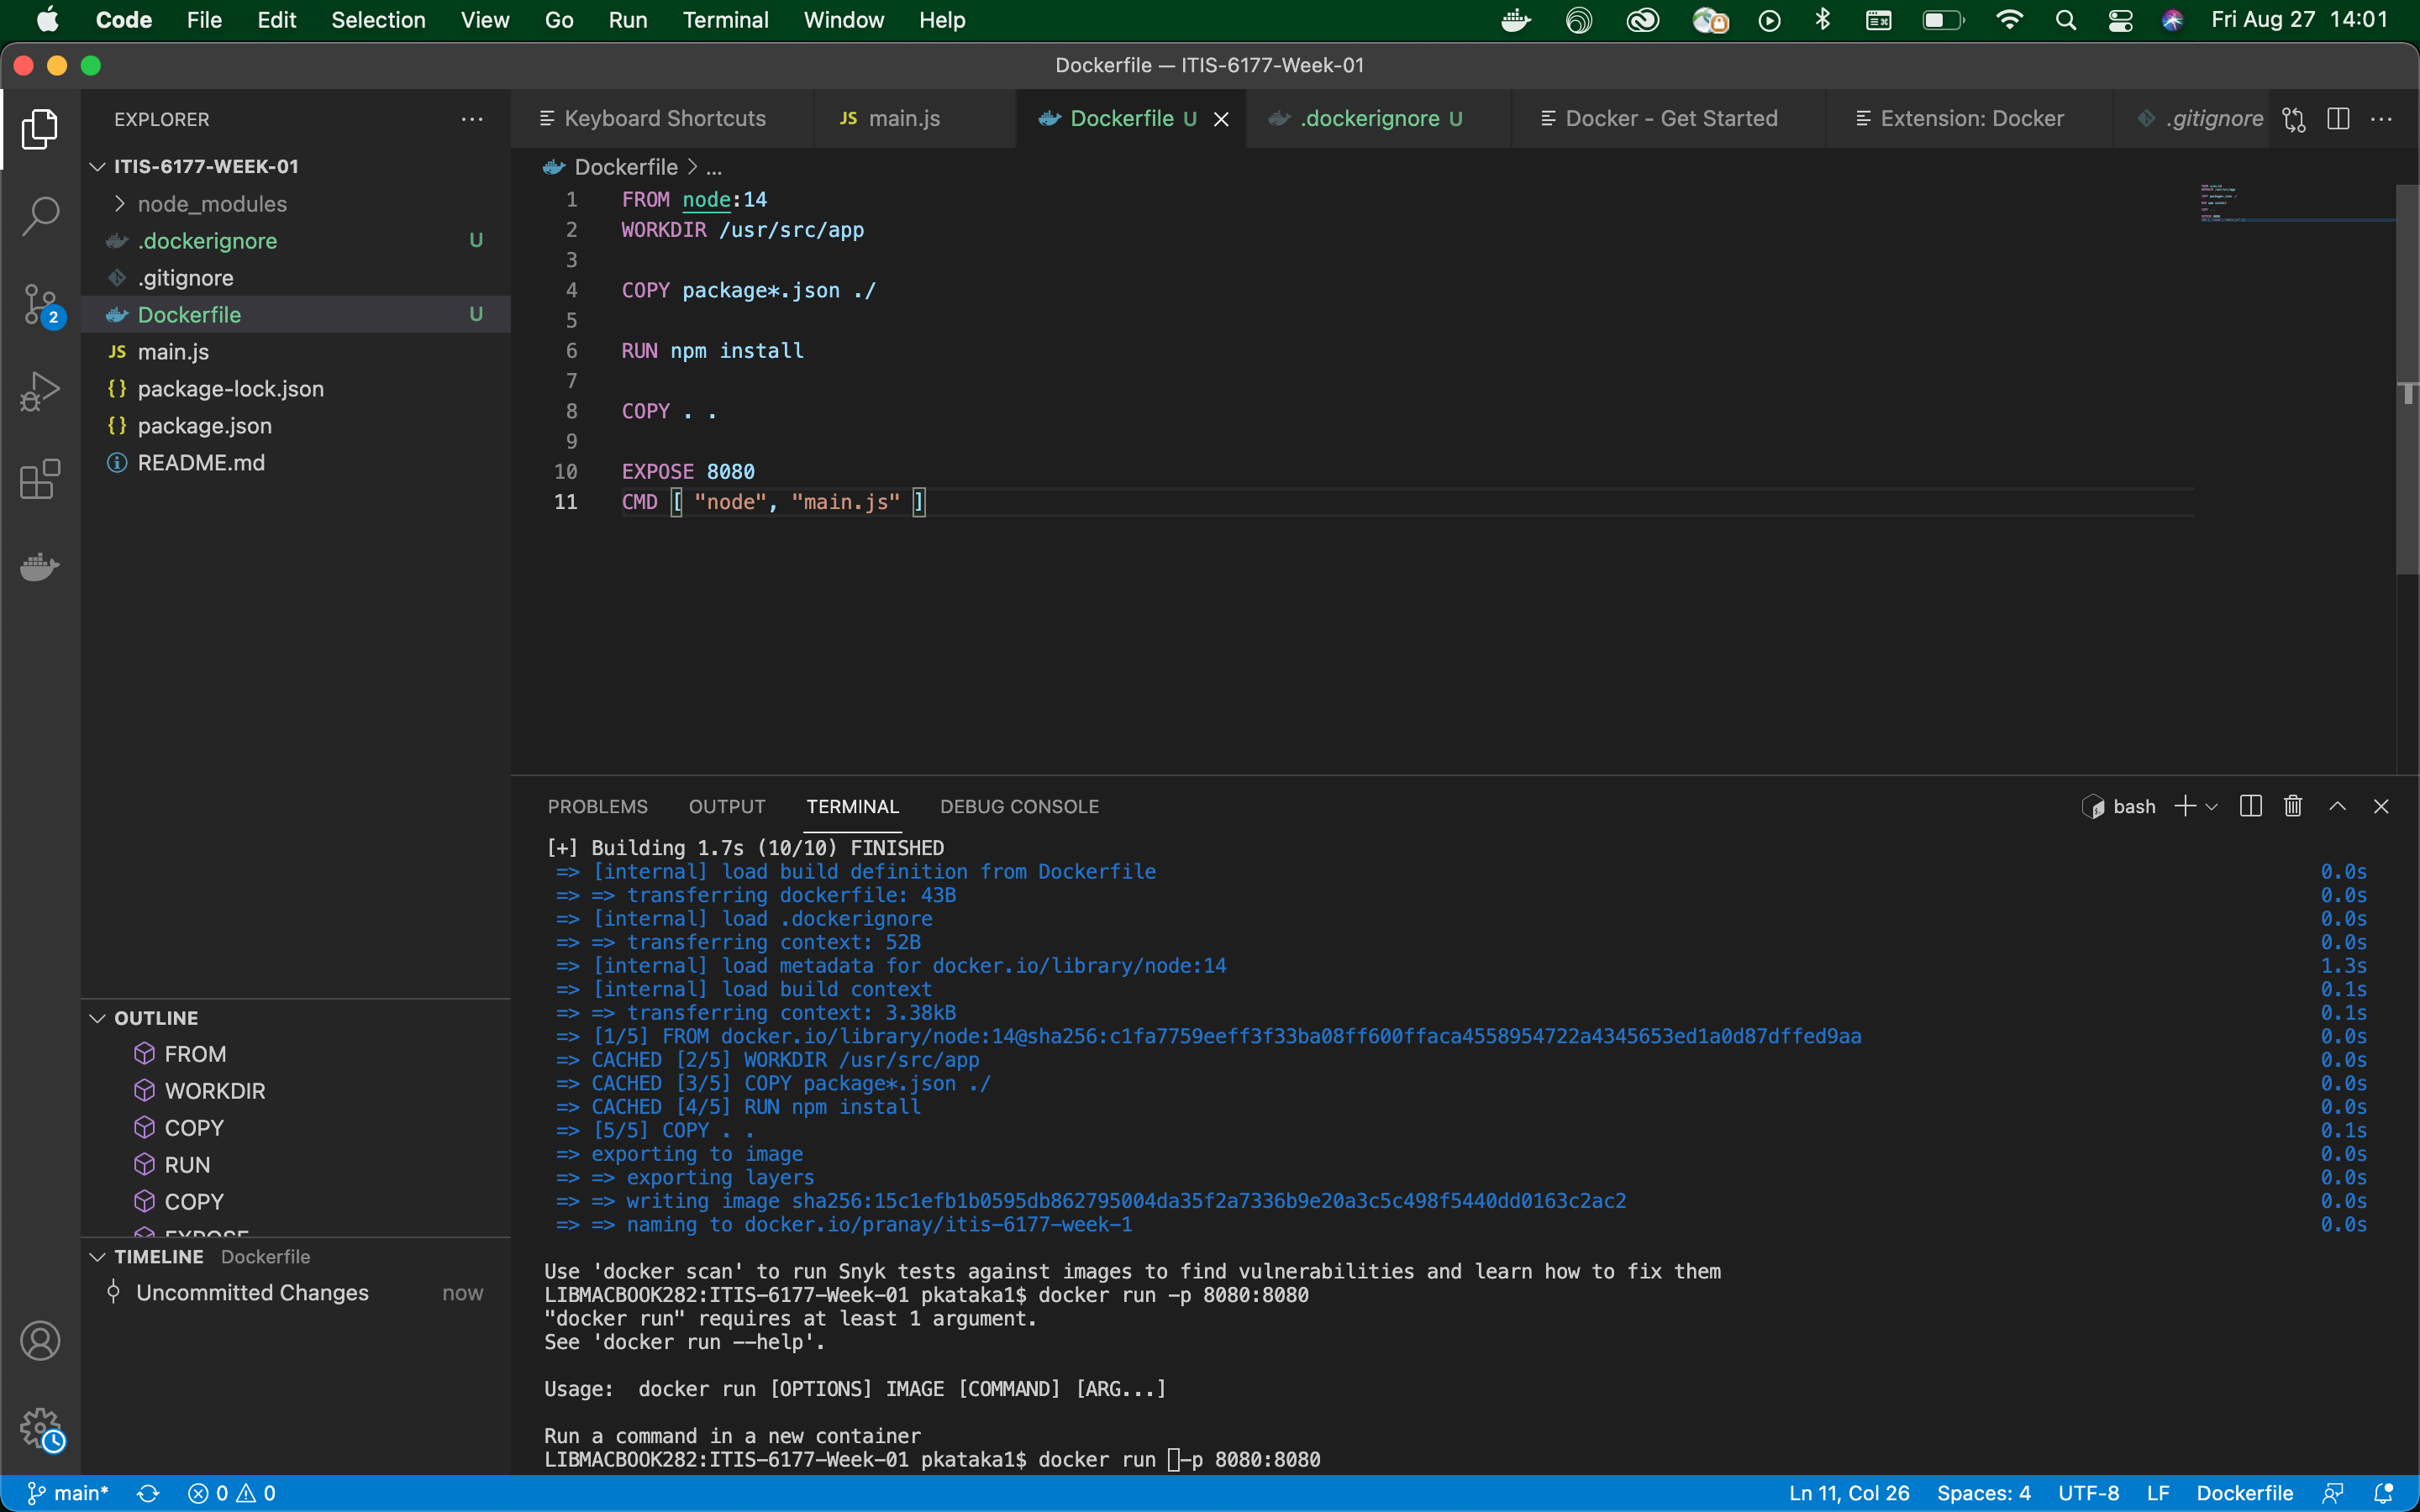 Code File Edit Selection View Go Run Terminal Window Help Fri Aug 27 14:01
Dockerfile — ITIS-6177-Week-01
EXPLORER
ITIS-6177-WEEK-01
node_modules
.dockerignore U
.gitignore
Dockerfile U
JS main.js
{} package-lock.json
{} package.json
README.md
OUTLINE
FROM
WORKDIR
COPY
RUN
COPY
EXPOSE
TIMELINE Dockerfile
Uncommitted Changes now
2
Keyboard Shortcuts JS main.js Dockerfile U .dockerignore U Docker - Get Started Extension: Docker .gitignore
Dockerfile > ...
1 FROM node:14
2 WORKDIR /usr/src/app
3
4 COPY package*.json ./
5
6 RUN npm install
7
8 COPY . .
9
10 EXPOSE 8080
11 CMD [ "node", "main.js" ]
PROBLEMS OUTPUT TERMINAL DEBUG CONSOLE bash
[+] Building 1.7s (10/10) FINISHED
=> [internal] load build definition from Dockerfile 0.0s
=> => transferring dockerfile: 43B 0.0s
=> [internal] load .dockerignore 0.0s
=> => transferring context: 52B 0.0s
=> [internal] load metadata for docker.io/library/node:14 1.3s
=> [internal] load build context 0.1s
=> => transferring context: 3.38kB 0.1s
=> [1/5] FROM docker.io/library/node:14@sha256:c1fa7759eeff3f33ba08ff600ffaca4558954722a4345653ed1a0d87dffed9aa 0.0s
=> CACHED [2/5] WORKDIR /usr/src/app 0.0s
=> CACHED [3/5] COPY package*.json ./ 0.0s
=> CACHED [4/5] RUN npm install 0.0s
=> [5/5] COPY . . 0.1s
=> exporting to image 0.0s
=> => exporting layers 0.0s
=> => writing image sha256:15c1efb1b0595db862795004da35f2a7336b9e20a3c5c498f5440dd0163c2ac2 0.0s
=> => naming to docker.io/pranay/itis-6177-week-1 0.0s
Use 'docker scan' to run Snyk tests against images to find vulnerabilities and learn how to fix them
LIBMACBOOK282:ITIS-6177-Week-01 pkataka1$ docker run -p 8080:8080
"docker run" requires at least 1 argument.
See 'docker run --help'.
Usage:  docker run [OPTIONS] IMAGE [COMMAND] [ARG...]
Run a command in a new container
LIBMACBOOK282:ITIS-6177-Week-01 pkataka1$ docker run -p 8080:8080
main* 0 0 Ln 11, Col 26 Spaces: 4 UTF-8 LF Dockerfile